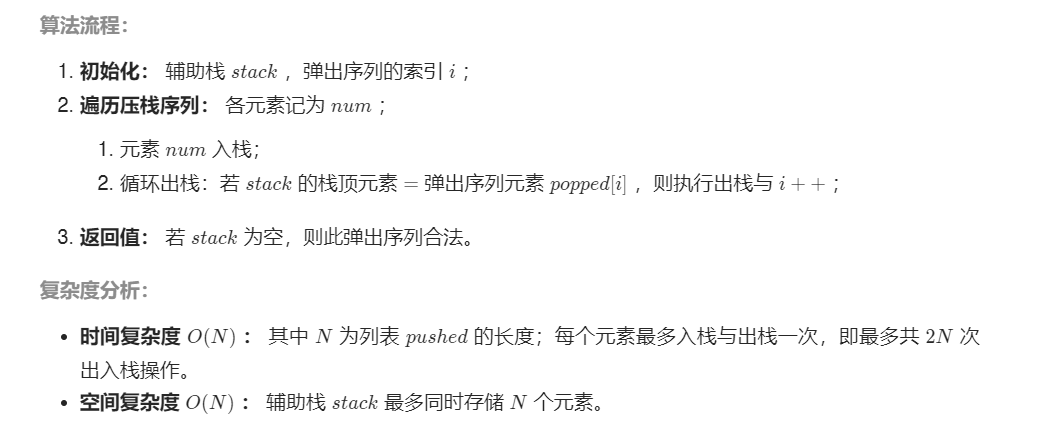 算法流程：
1. 初始化： 辅助栈 stack ，弹出序列的索引 i ；
2. 遍历压栈序列： 各元素记为 num ；
1. 元素 num 入栈；
2. 循环出栈：若 stack 的栈顶元素 = 弹出序列元素 popped[i] ，则执行出栈与 i++ ；
3. 返回值： 若 stack 为空，则此弹出序列合法。
复杂度分析：
• 时间复杂度 O(N) ： 其中 N 为列表 pushed 的长度；每个元素最多入栈与出栈一次，即最多共 2N 次
出入栈操作。
• 空间复杂度 O(N) ： 辅助栈 stack 最多同时存储 N 个元素。